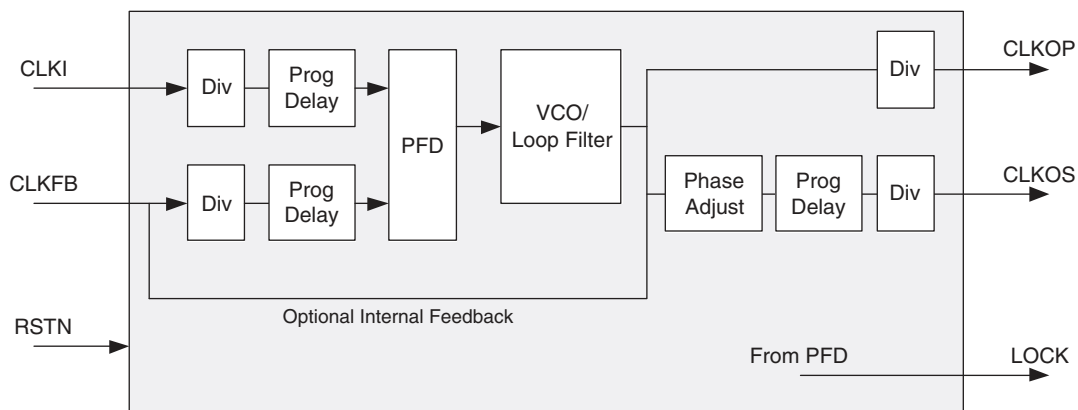 CLKI
Div
Prog
Delay
PFD
VCO/
Loop Filter
Div
CLKOP
CLKFB
Div
Prog
Delay
Phase
Adjust
Prog
Delay
Div
CLKOS
Optional Internal Feedback
RSTN
From PFD
LOCK